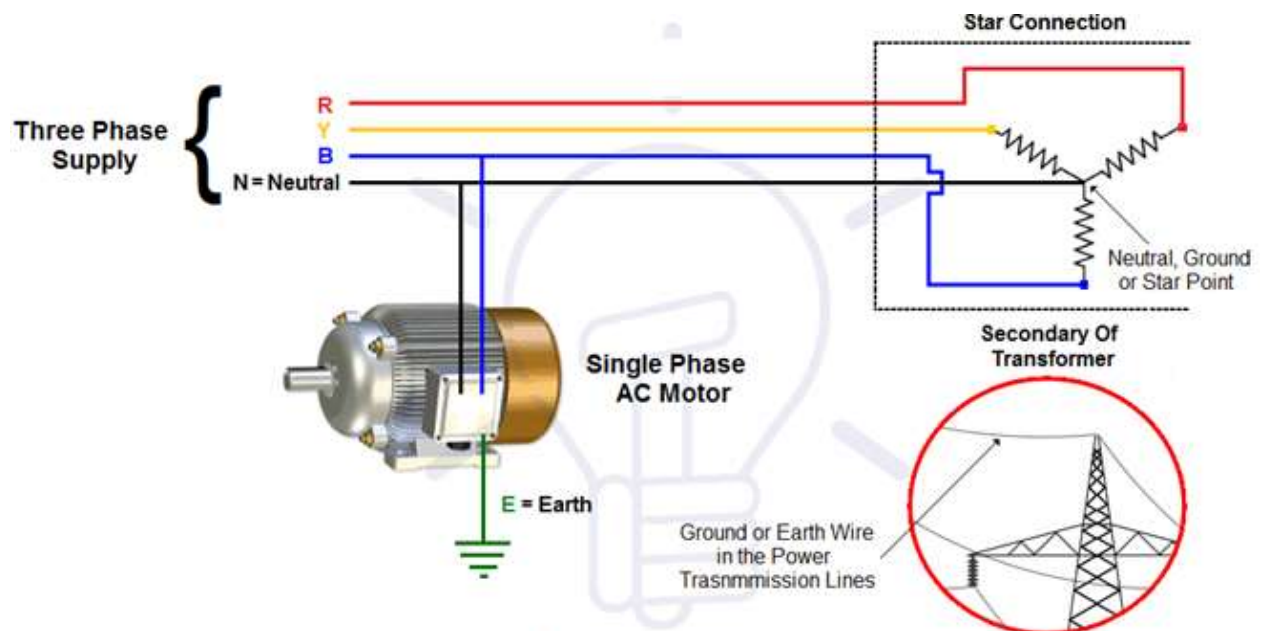 Star Connection
Three Phase
Supply
R
Y
B
N = Neutral
Neutral, Ground
or Star Point
Secondary Of
Transformer
Single Phase
AC Motor
E = Earth
Ground or Earth Wire
in the Power
Trasnmmission Lines